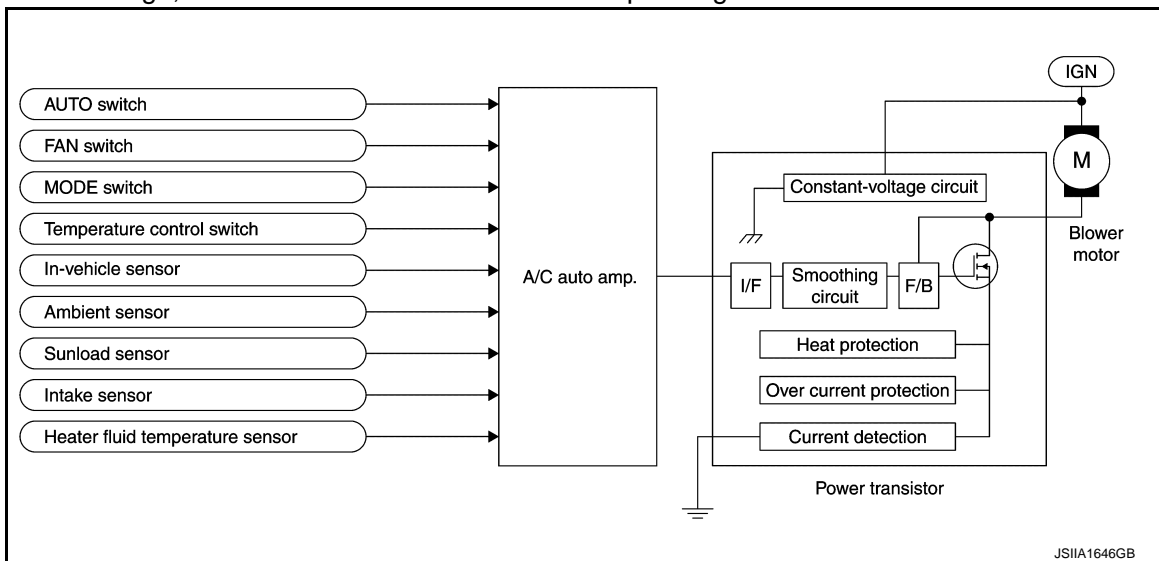 IGN
AUTO switch
FAN switch
MODE switch
Temperature control switch
In-vehicle sensor
Ambient sensor
Sunload sensor
Intake sensor
Heater fluid temperature sensor
A/C auto amp.
M
Blower
motor
Constant-voltage circuit
I/F
Smoothing
circuit
F/B
Heat protection
Over current protection
Current detection
Power transistor
JSIIA1646GB